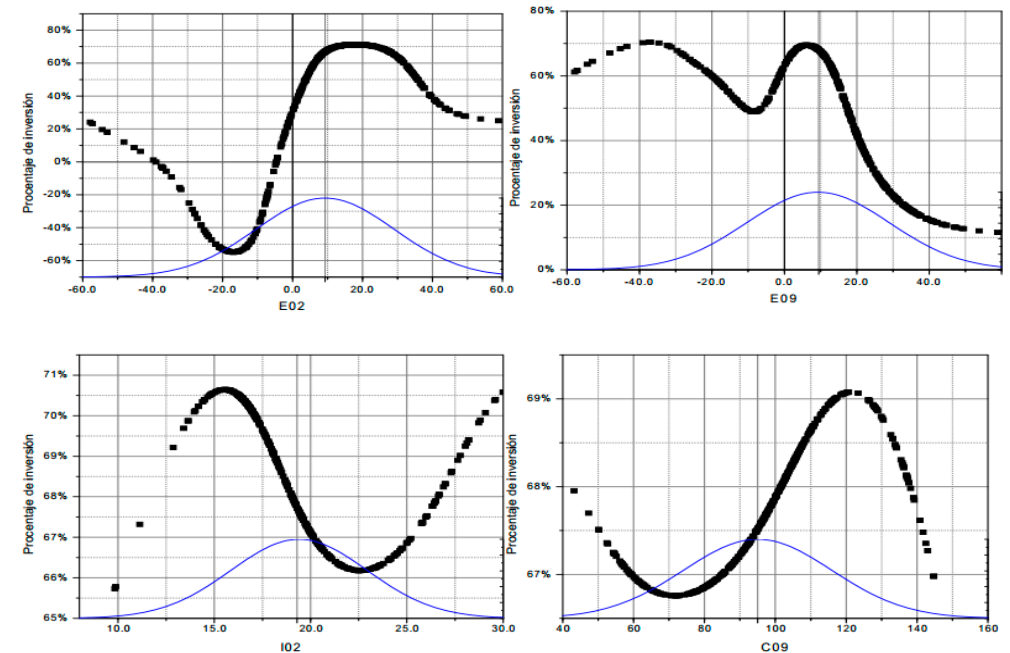 80%
60%
40%
20%
0%
-20%
-40%
-60%
Procentaje de inversión
-60.0 -40.0 -20.0 0.0 20.0 40.0 60.0
E02
80%
60%
40%
20%
0%
Procentaje de inversión
-60.0 -40.0 -20.0 0.0 20.0 40.0
E09
71%
70%
69%
68%
67%
66%
65%
Procentaje de inversión
10.0 15.0 20.0 25.0 30.0
I02
69%
68%
67%
Procentaje de inversión
40 60 80 100 120 140 160
C09